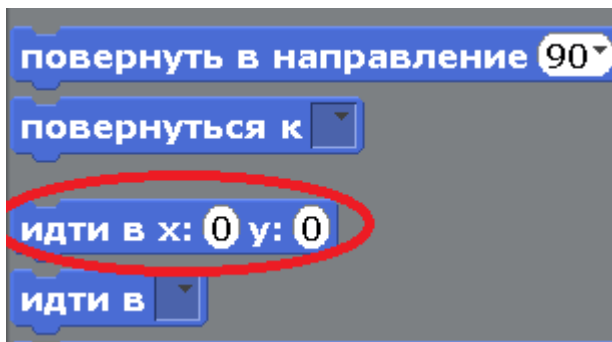 повернуть в направление 90
повернуться к
идти в x: 0 y: 0
идти в